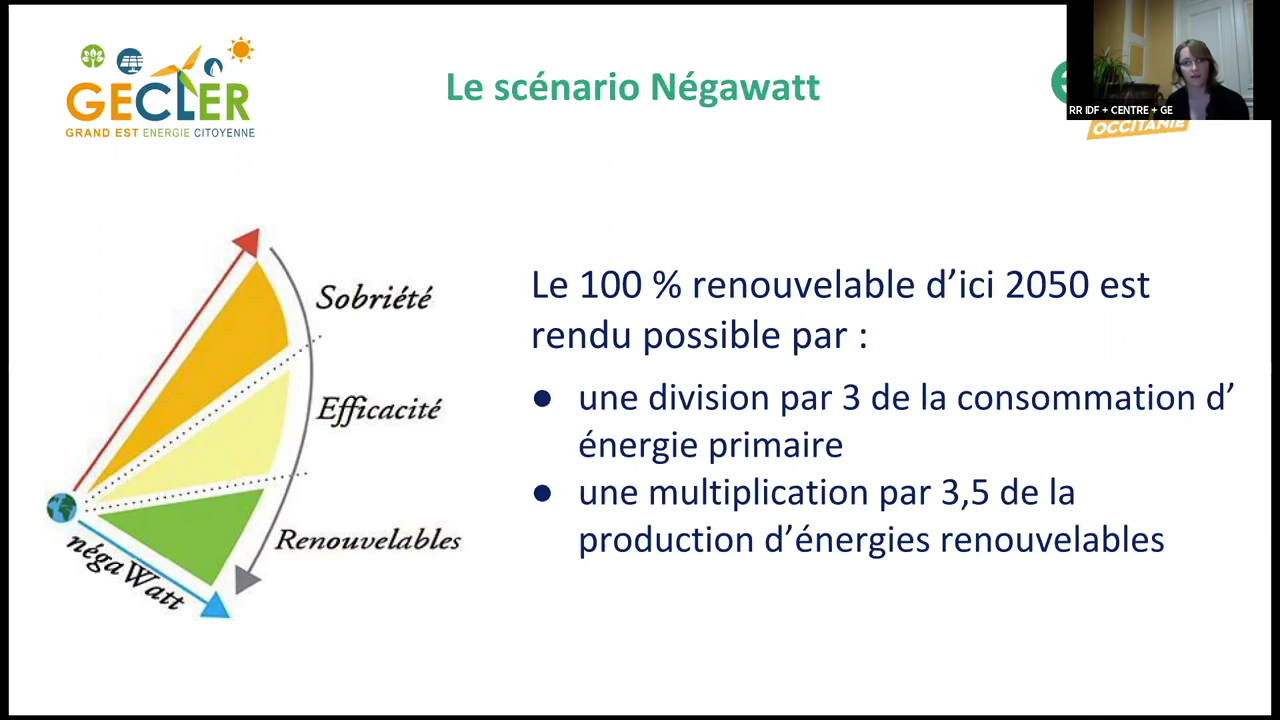 GECLER
GRAND EST ENERGIE CITOYENNE
Le scénario Négawatt
RR IDF + CENTRE + GE
OCCITANIE
Sobriété
Efficacité
Renouvelables
négaWatt
Le 100 % renouvelable d’ici 2050 est
rendu possible par :
● une division par 3 de la consommation d’
énergie primaire
● une multiplication par 3,5 de la
production d’énergies renouvelables